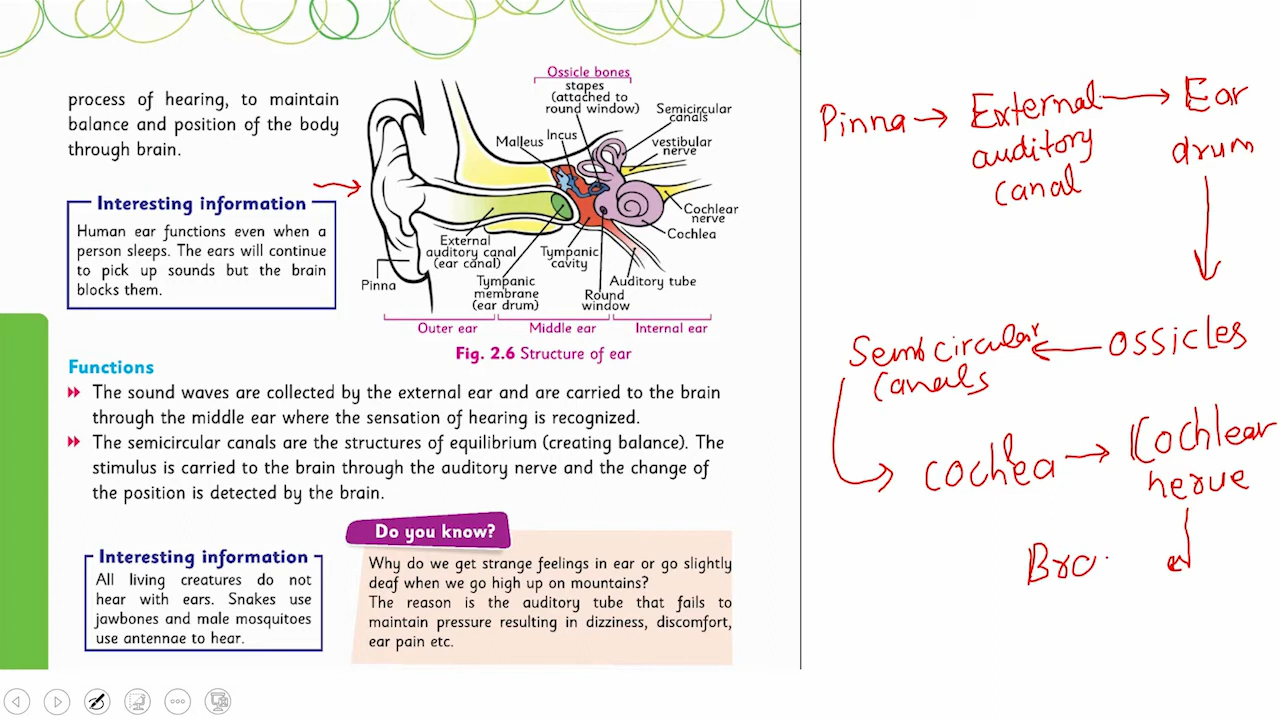 process of hearing, to maintain
balance and position of the body
through brain.
Interesting information
Human ear functions even when a
person sleeps. The ears will continue
to pick up sounds but the brain
blocks them.
Ossicle bones
stapes
(attached to
round window)
Semicircular
canals
Incus
Malleus
vestibular
nerve
Cochlear
nerve
Cochlea
External
auditory canal
(ear canal)
Tympanic
cavity
Auditory tube
Pinna
Tympanic
membrane
(ear drum)
Round
window
Outer ear
Middle ear
Internal ear
Fig. 2.6 Structure of ear
Functions
The sound waves are collected by the external ear and are carried to the brain
through the middle ear where the sensation of hearing is recognized.
The semicircular canals are the structures of equilibrium (creating balance). The
stimulus is carried to the brain through the auditory nerve and the change of
the position is detected by the brain.
Interesting information
All living creatures do not
hear with ears. Snakes use
jawbones and male mosquitoes
use antennae to hear.
Do you know?
Why do we get strange feelings in ear or go slightly
deaf when we go high up on mountains?
The reason is the auditory tube that fails to
maintain pressure resulting in dizziness, discomfort,
ear pain etc.
Pinna → External → Ear
auditory drum
canal
Semicircular ← Ossicles
Canals
Cochlea → Cochlear
nerve
Bra